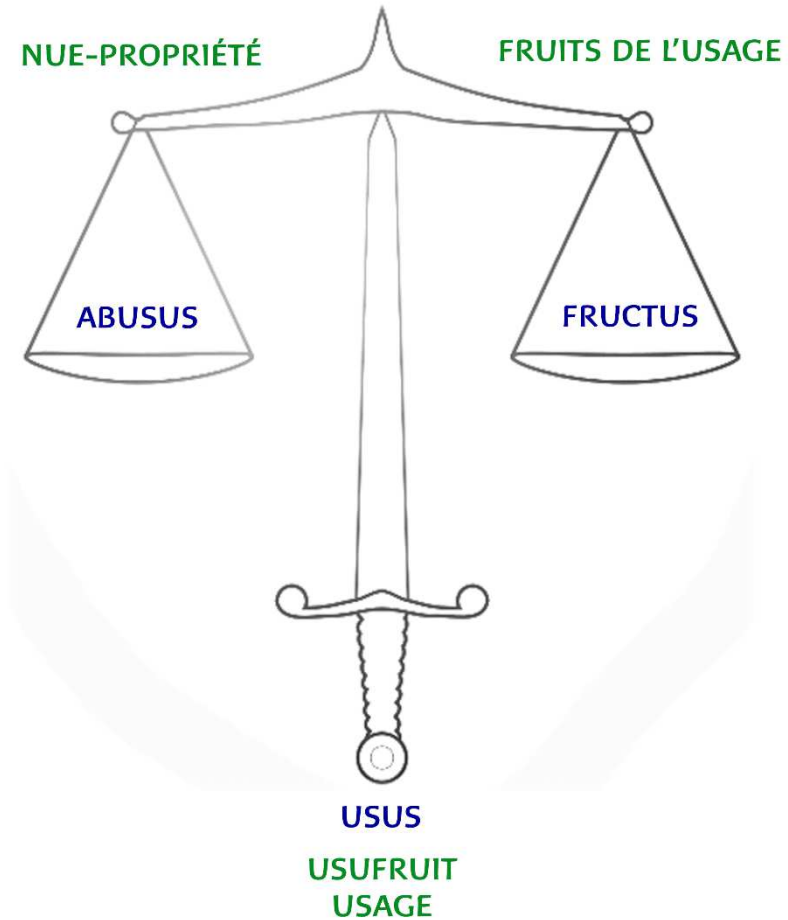 NUE-PROPRIÉTÉ
FRUITS DE L'USAGE
ABUSUS
FRUCTUS
USUS
USUFRUIT
USAGE